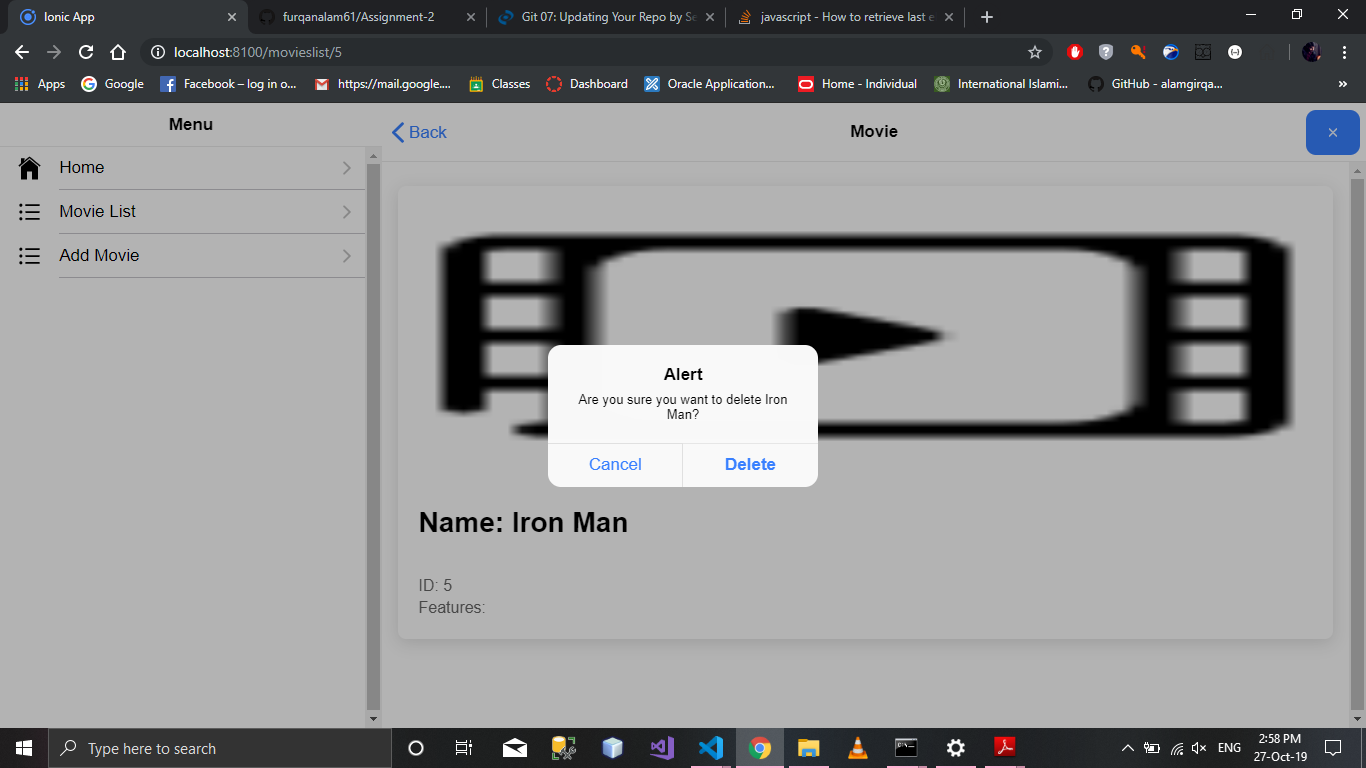 Ionic App
furqanalam61/Assignment-2
Git 07: Updating Your Repo by Se
javascript - How to retrieve last e
localhost:8100/movieslist/5
Apps
Google
Facebook – log in o...
https://mail.google....
Classes
Dashboard
Oracle Application...
Home - Individual
International Islami...
GitHub - alamgirqa...
»
Menu
Home
Movie List
Add Movie
Back
Movie
Alert
Are you sure you want to delete Iron
Man?
Cancel
Delete
Name: Iron Man
ID: 5
Features:
Type here to search
ENG
2:58 PM
27-Oct-19